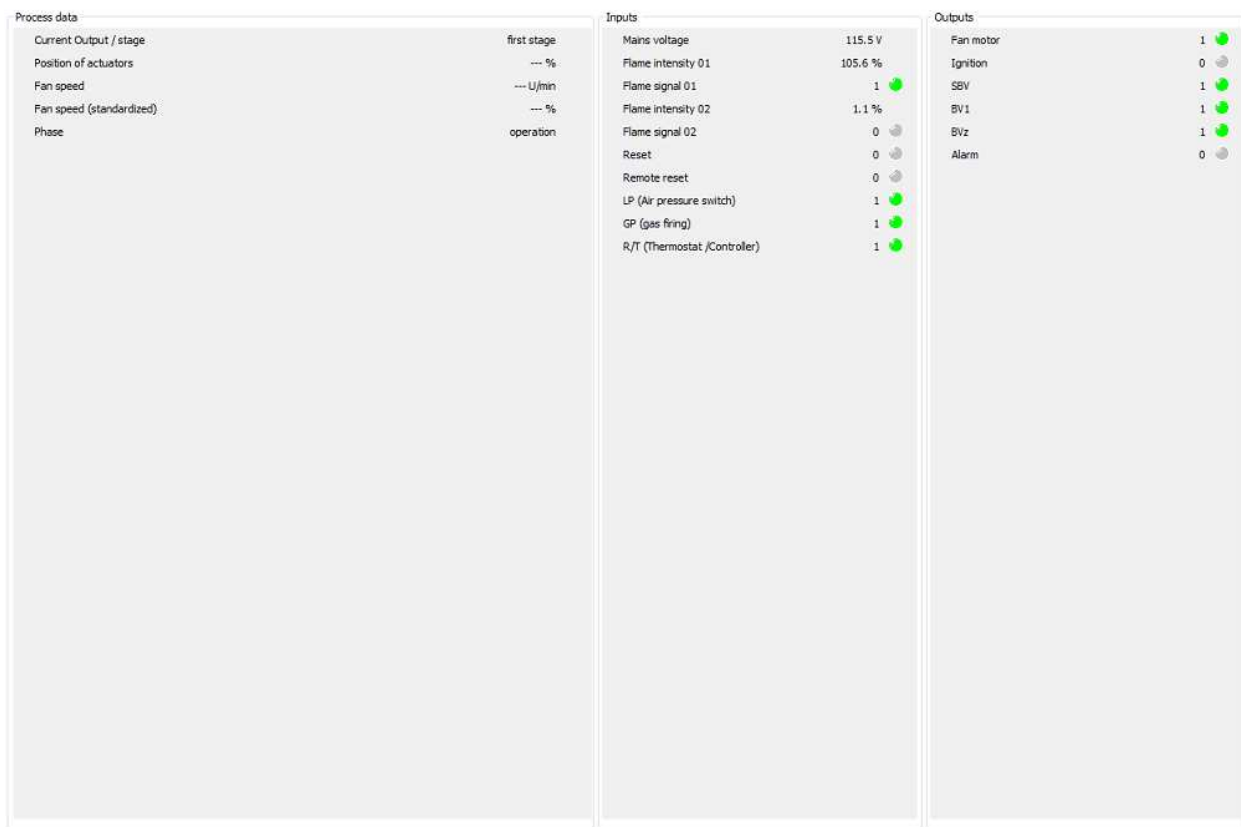 Process data
Current Output / stage first stage
Position of actuators --- %
Fan speed --- U/min
Fan speed (standardized) --- %
Phase operation
Inputs
Mains voltage 115.5 V
Flame intensity 01 105.6 %
Flame signal 01 1
Flame intensity 02 1.1 %
Flame signal 02 0
Reset 0
Remote reset 0
LP (Air pressure switch) 1
GP (gas firing) 1
R/T (Thermostat /Controller) 1
Outputs
Fan motor 1
Ignition 0
SBV 1
BV1 1
BVz 1
Alarm 0